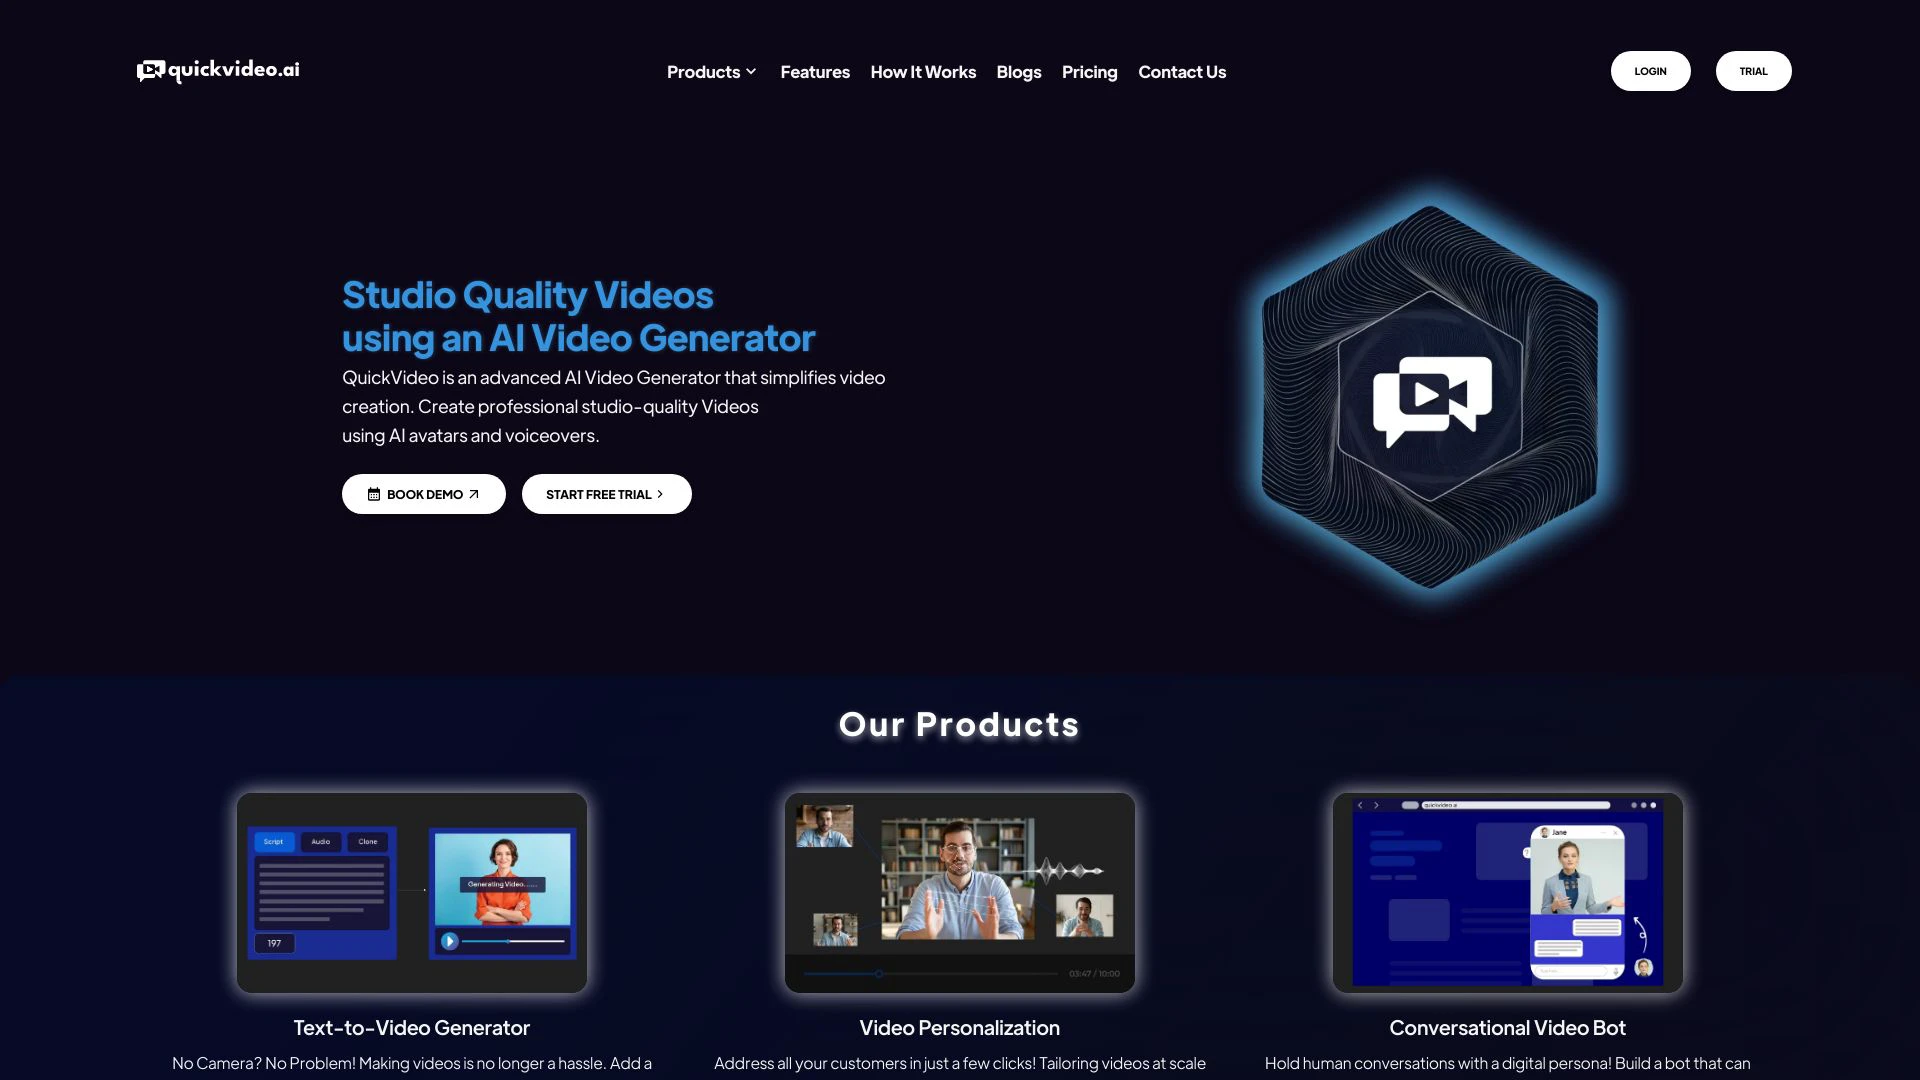 quickvideo.ai
Products
Features
How It Works
Blogs
Pricing
Contact Us
LOGIN
TRIAL
Studio Quality Videos
using an AI Video Generator
QuickVideo is an advanced AI Video Generator that simplifies video
creation. Create professional studio-quality Videos
using AI avatars and voiceovers.
BOOK DEMO
START FREE TRIAL
Our Products
Script
Audio
Clone
Generating Video......
197
03:47 / 10:00
quickvideo.ai
Jane
Text-to-Video Generator
Video Personalization
Conversational Video Bot
No Camera? No Problem! Making videos is no longer a hassle. Add a
Address all your customers in just a few clicks! Tailoring videos at scale
Hold human conversations with a digital persona! Build a bot that can